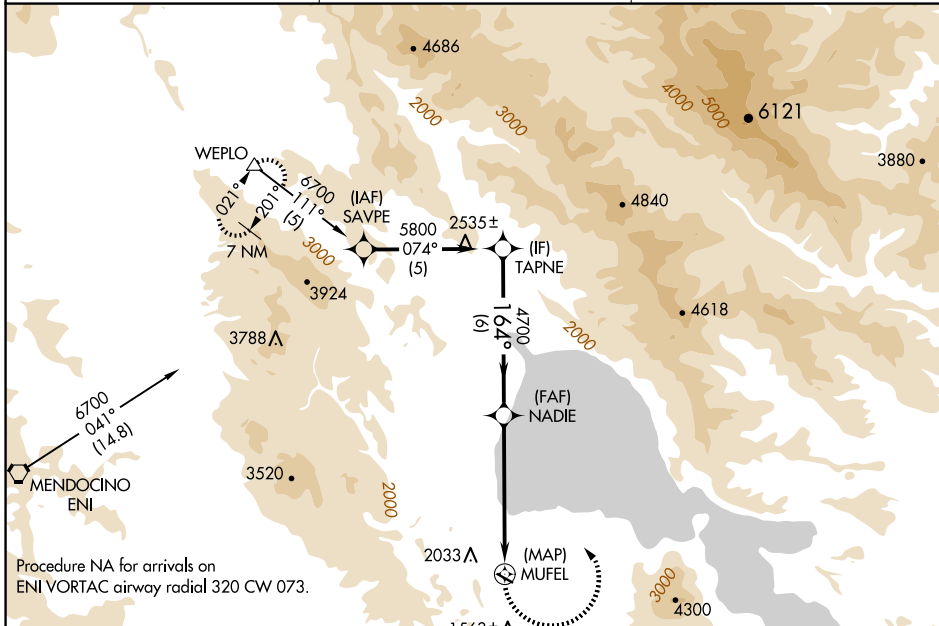 4686
2000
3000
4000
5000
6121
3880
WEPLO
6700
111°
(5)
021°
201°
7 NM
(IAF)
SAVPE
5800
074°
(5)
2535±
(IF)
TAPNE
4840
3000
3924
3788
4700
164°
(6)
2000
4618
6700
041°
(14.8)
(FAF)
NADIE
MENDOCINO
ENI
3520
2000
2033
(MAP)
MUFEL
3000
4300
Procedure NA for arrivals on
ENI VORTAC airway radial 320 CW 073.